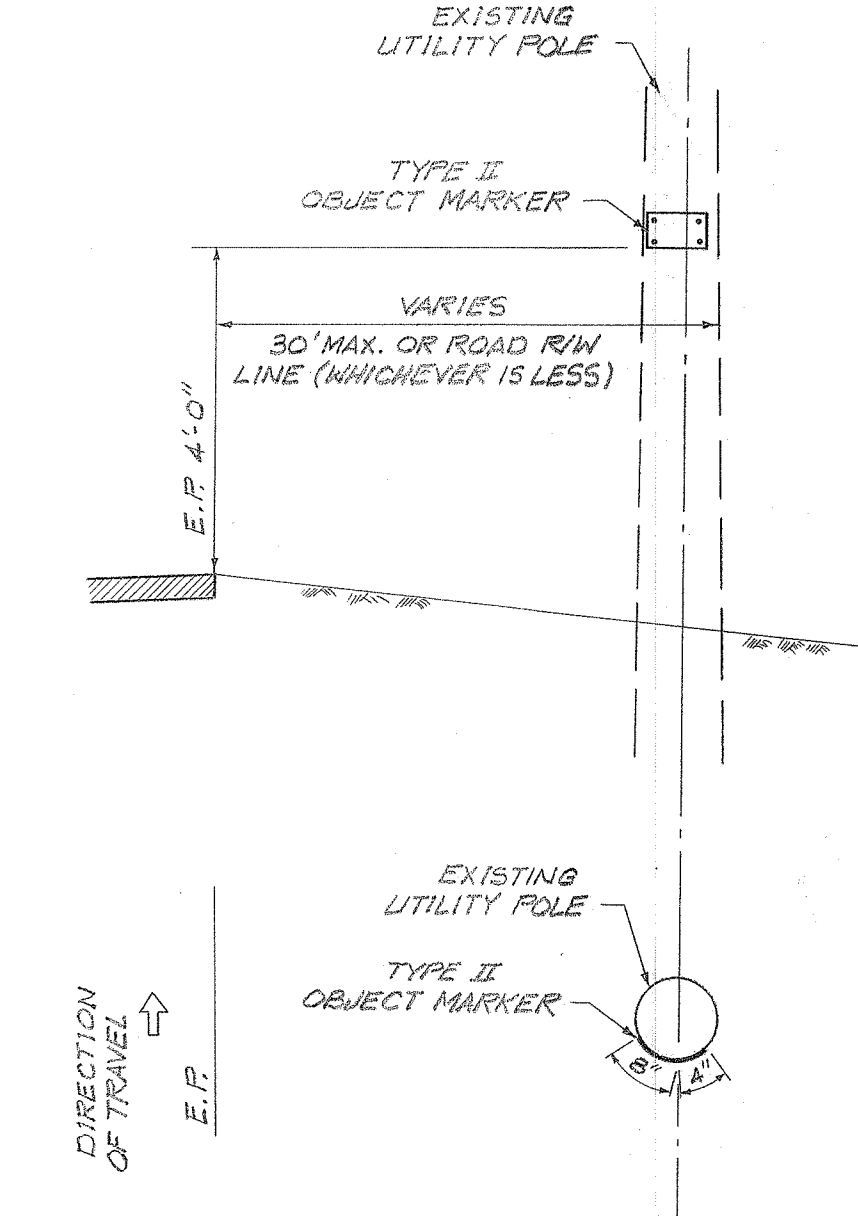 EXISTING
UTILITY POLE
TYPE II
OBJECT MARKER
VARIES
30' MAX. OR ROAD R/W
LINE (WHICHEVER IS LESS)
E.P. 4'-0"
EXISTING
UTILITY POLE
TYPE II
OBJECT MARKER
8"
4"
DIRECTION
OF TRAVEL
E.P.